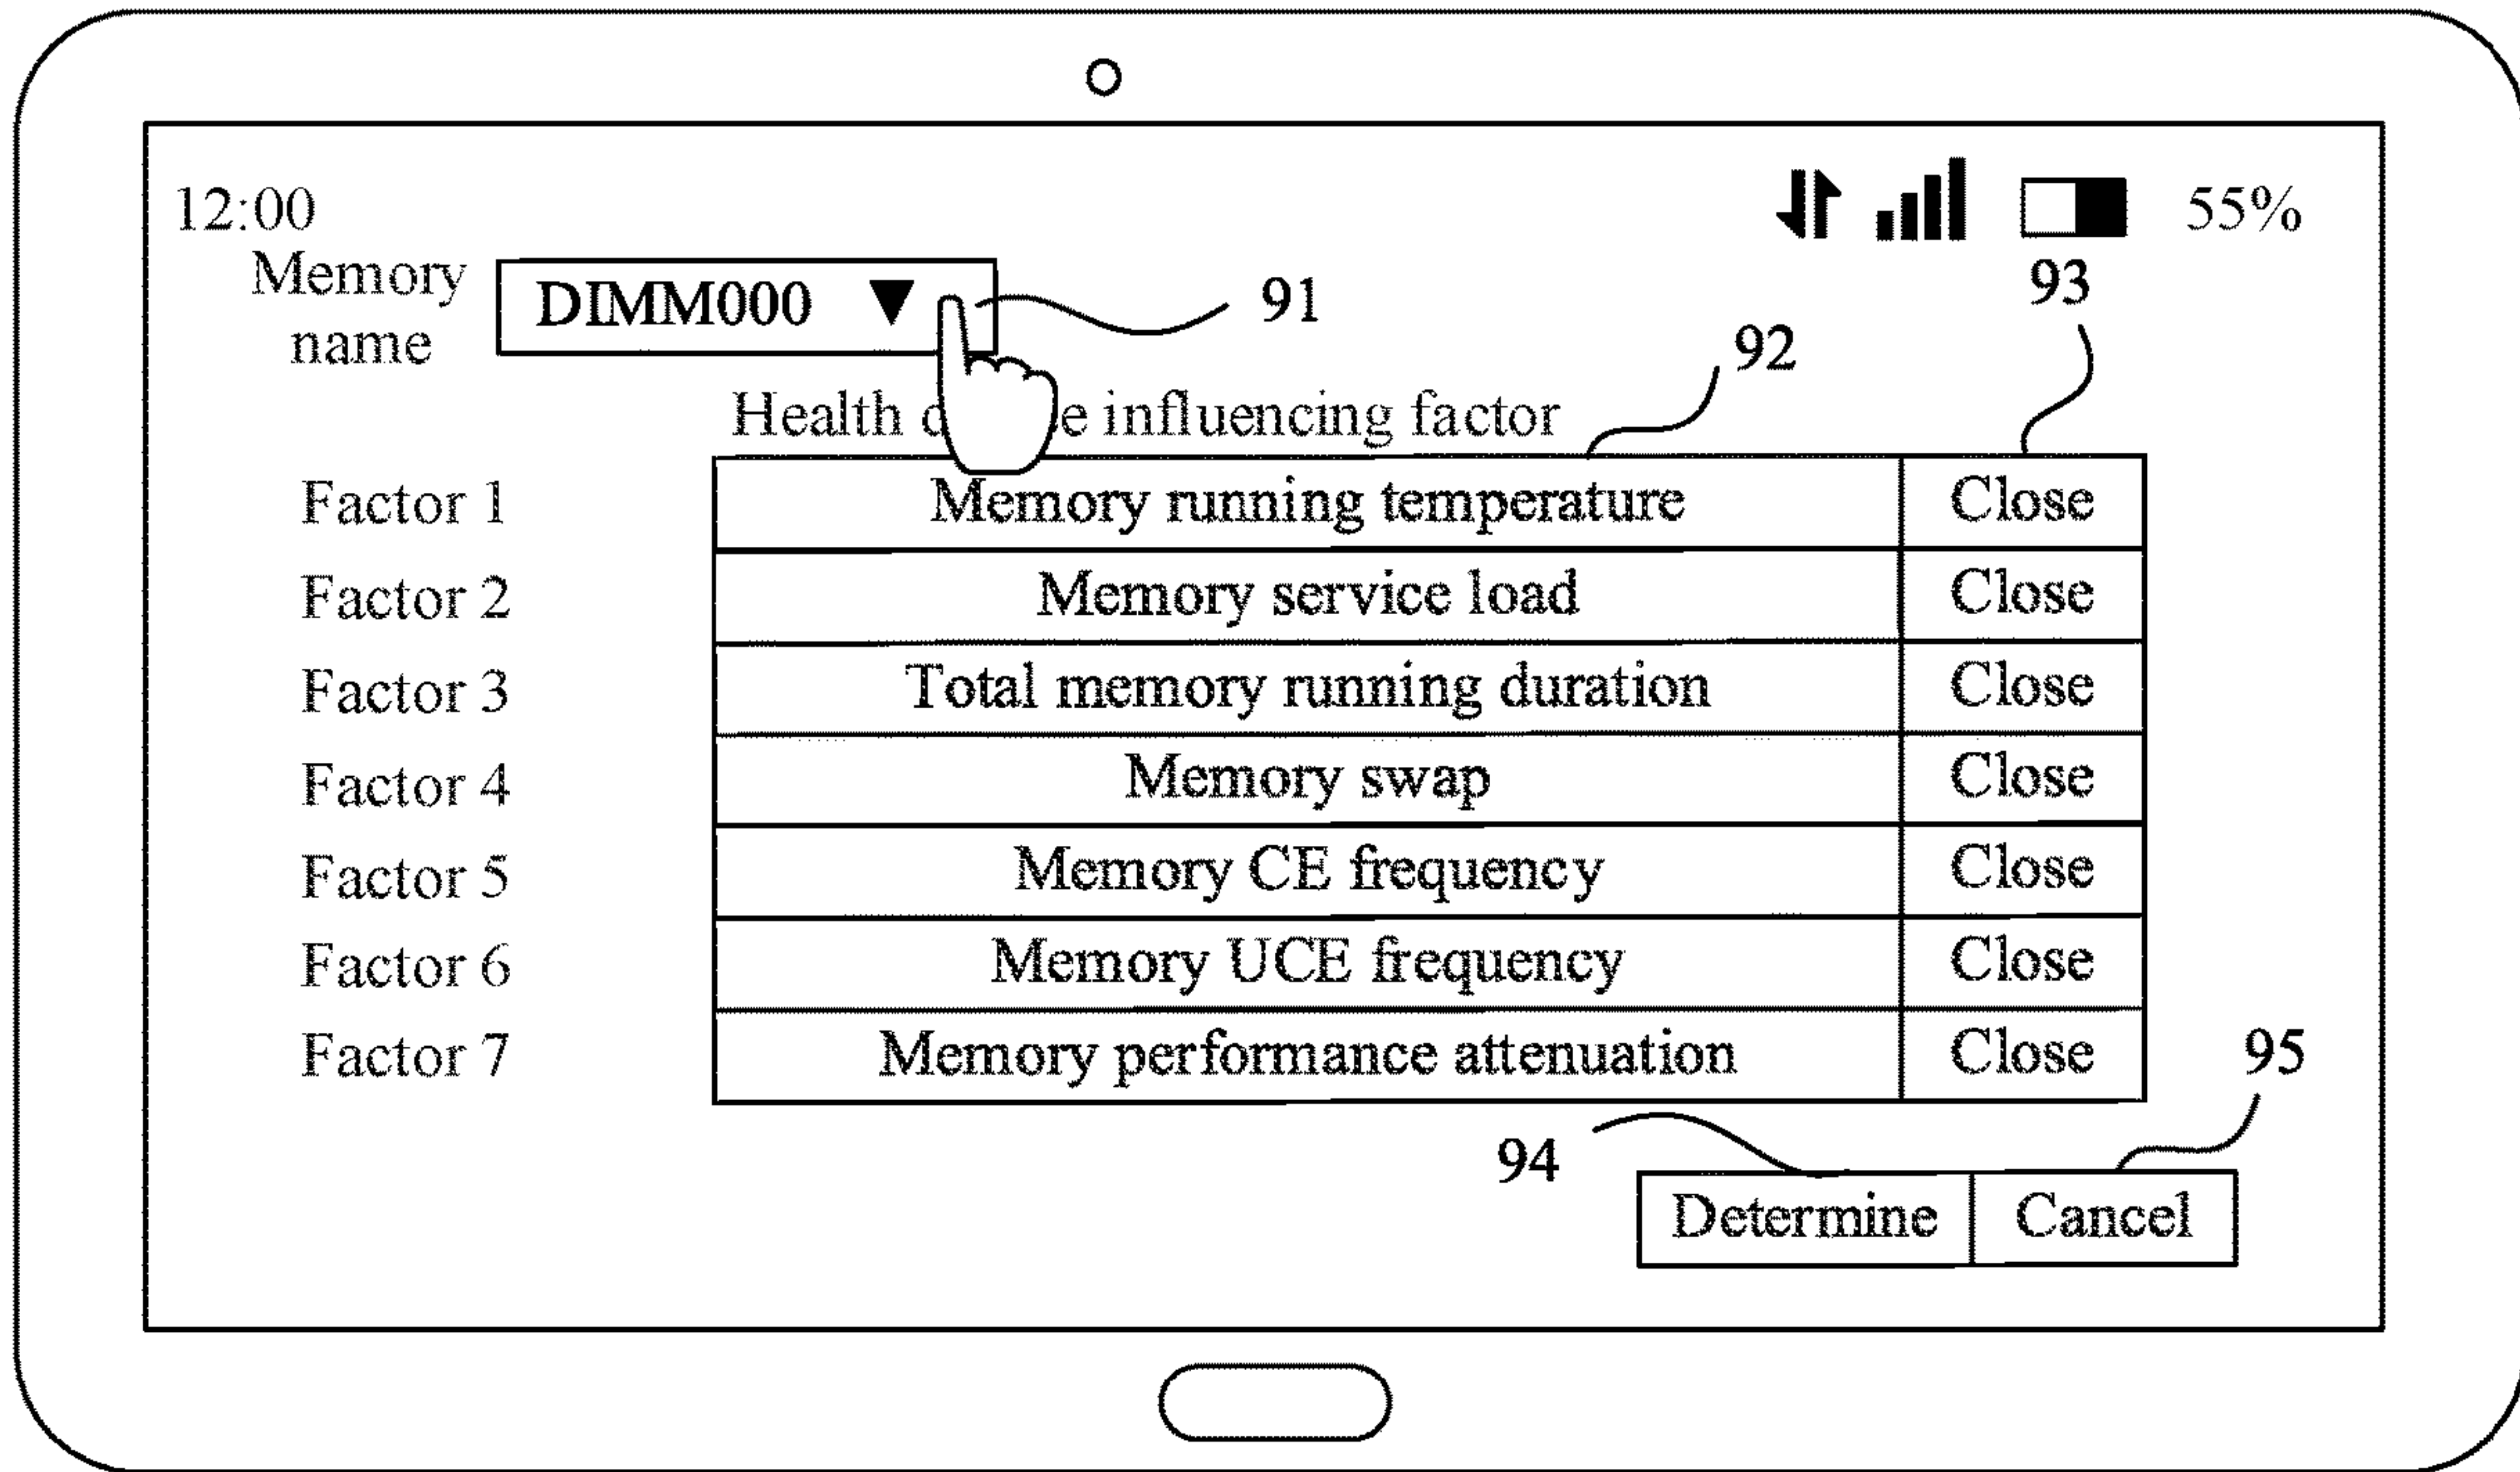 12:00 55%
Memory
name
DIMM000 91
92
93
Health influencing factor
Factor 1 Memory running temperature Close
Factor 2 Memory service load Close
Factor 3 Total memory running duration Close
Factor 4 Memory swap Close
Factor 5 Memory CE frequency Close
Factor 6 Memory UCE frequency Close
Factor 7 Memory performance attenuation Close
95
94
Determine Cancel